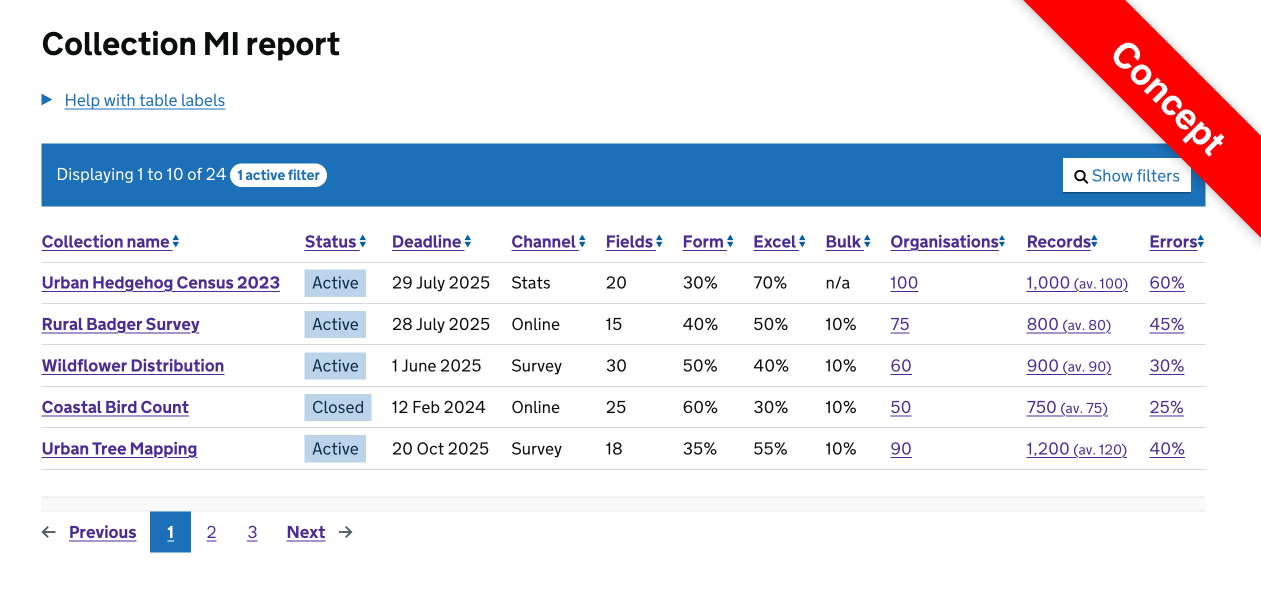 Collection MI report
Concept
Help with table labels
Displaying 1 to 10 of 24 1 active filter Show filters
Collection name Status Deadline Channel Fields Form Excel Bulk Organisations Records Errors
Urban Hedgehog Census 2023 Active 29 July 2025 Stats 20 30% 70% n/a 100 1,000 (av. 100) 60%
Rural Badger Survey Active 28 July 2025 Online 15 40% 50% 10% 75 800 (av. 80) 45%
Wildflower Distribution Active 1 June 2025 Survey 30 50% 40% 10% 60 900 (av. 90) 30%
Coastal Bird Count Closed 12 Feb 2024 Online 25 60% 30% 10% 50 750 (av. 75) 25%
Urban Tree Mapping Active 20 Oct 2025 Survey 18 35% 55% 10% 90 1,200 (av. 120) 40%
Previous 1 2 3 Next